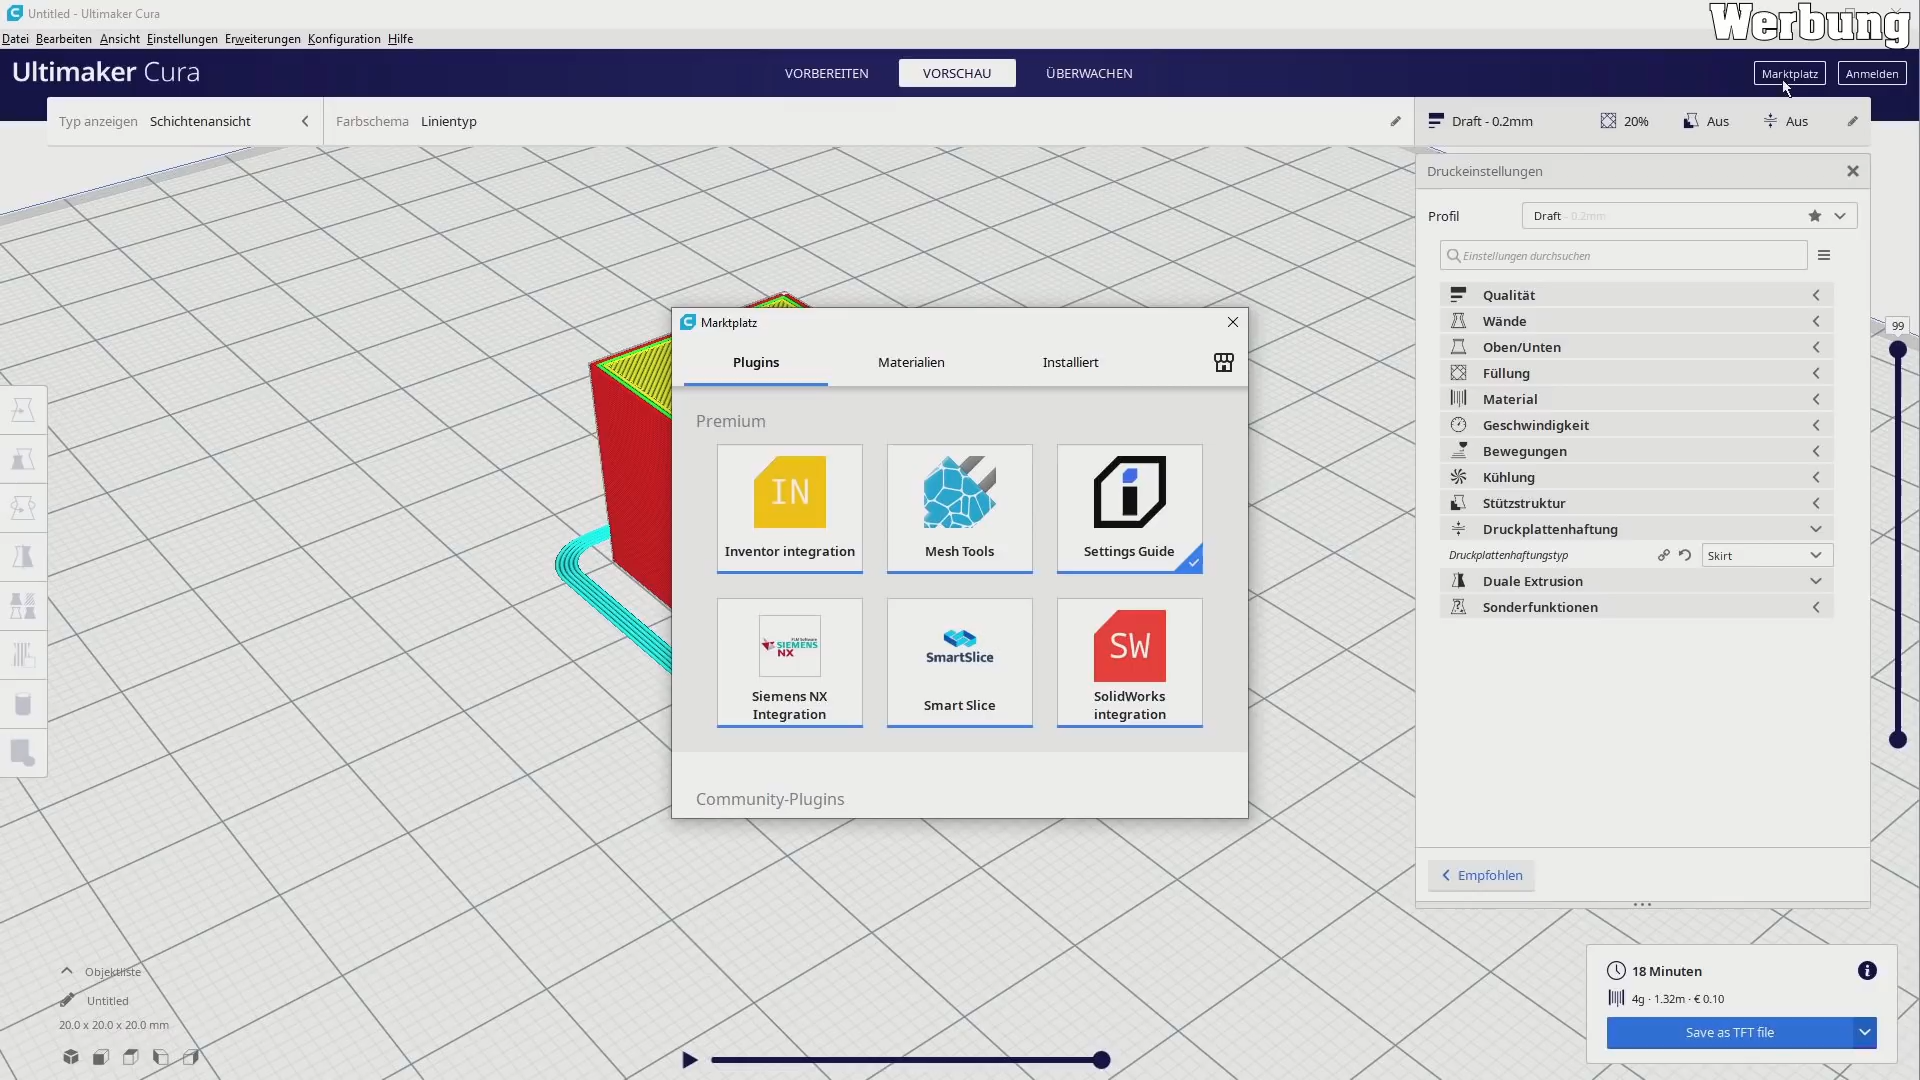 Untitled - Ultimaker Cura
Werbung
Datei Bearbeiten Ansicht Einstellungen Erweiterungen Konfiguration Hilfe
Ultimaker Cura
VORBEREITEN
VORSCHAU
ÜBERWACHEN
Marktplatz
Anmelden
Typ anzeigen Schichtenansicht
Farbschema Linientyp
Draft - 0.2mm
20%
Aus
Aus
Druckeinstellungen
Profil
Draft - 0.2mm
Einstellungen durchsuchen
Qualität
Wände
Oben/Unten
Füllung
Material
Geschwindigkeit
Bewegungen
Kühlung
Stützstruktur
Druckplattenhaftung
Druckplattenhaftungstyp
Skirt
Duale Extrusion
Sonderfunktionen
Empfohlen
99
Marktplatz
Plugins
Materialien
Installiert
Premium
IN
Inventor integration
Mesh Tools
Settings Guide
SIEMENS
NX
Siemens NX
Integration
SmartSlice
Smart Slice
SW
SolidWorks
integration
Community-Plugins
Objektliste
Untitled
20.0 x 20.0 x 20.0 mm
18 Minuten
4g · 1.32m · € 0.10
Save as TFT file